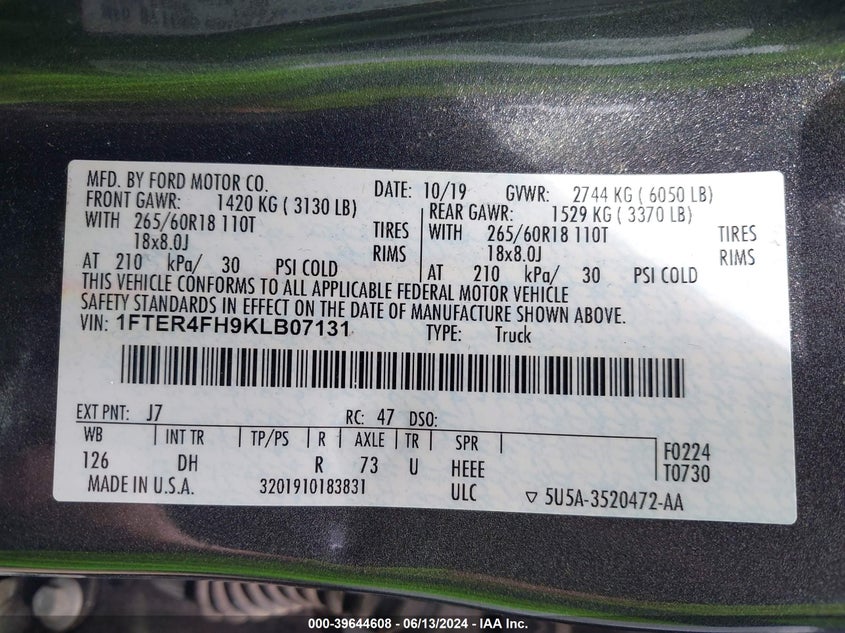 MFD. BY FORD MOTOR CO. DATE: 10/19 GVWR: 2744 KG ( 6050 LB)
FRONT GAWR: 1420 KG ( 3130 LB) REAR GAWR: 1529 KG ( 3370 LB)
WITH 265/60R18 110T TIRES WITH 265/60R18 110T TIRES
18x8.0J RIMS 18x8.0J RIMS
AT 210 kPa/ 30 PSI COLD AT 210 kPa/ 30 PSI COLD
THIS VEHICLE CONFORMS TO ALL APPLICABLE FEDERAL MOTOR VEHICLE
SAFETY STANDARDS IN EFFECT ON THE DATE OF MANUFACTURE SHOWN ABOVE.
VIN: 1FTER4FH9KLB07131 TYPE: Truck
EXT PNT: J7 RC: 47 DSO:
WB INT TR TP/PS R AXLE TR SPR F0224
126 DH R 73 U HEEE T0730
MADE IN U.S.A. 3201910183831 ULC ▽ 5U5A-3520472-AA
000-39644608 - 06/13/2024 - IAA Inc.